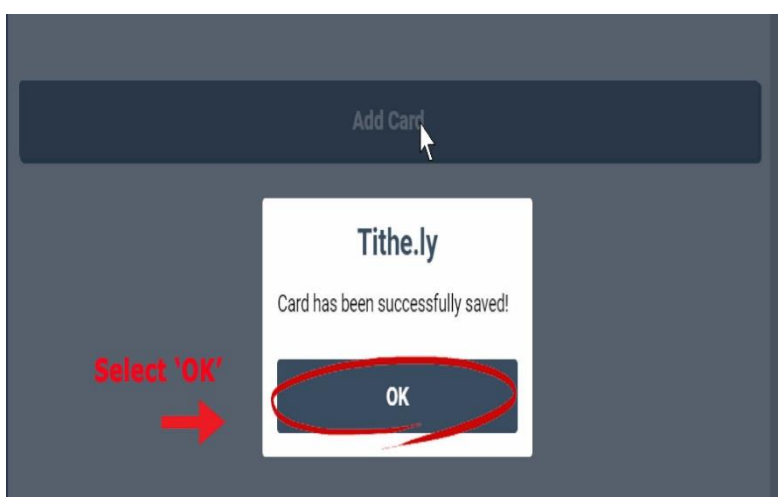 Add Card
Tithe.ly
Card has been successfully saved!
Select ‘OK’
OK